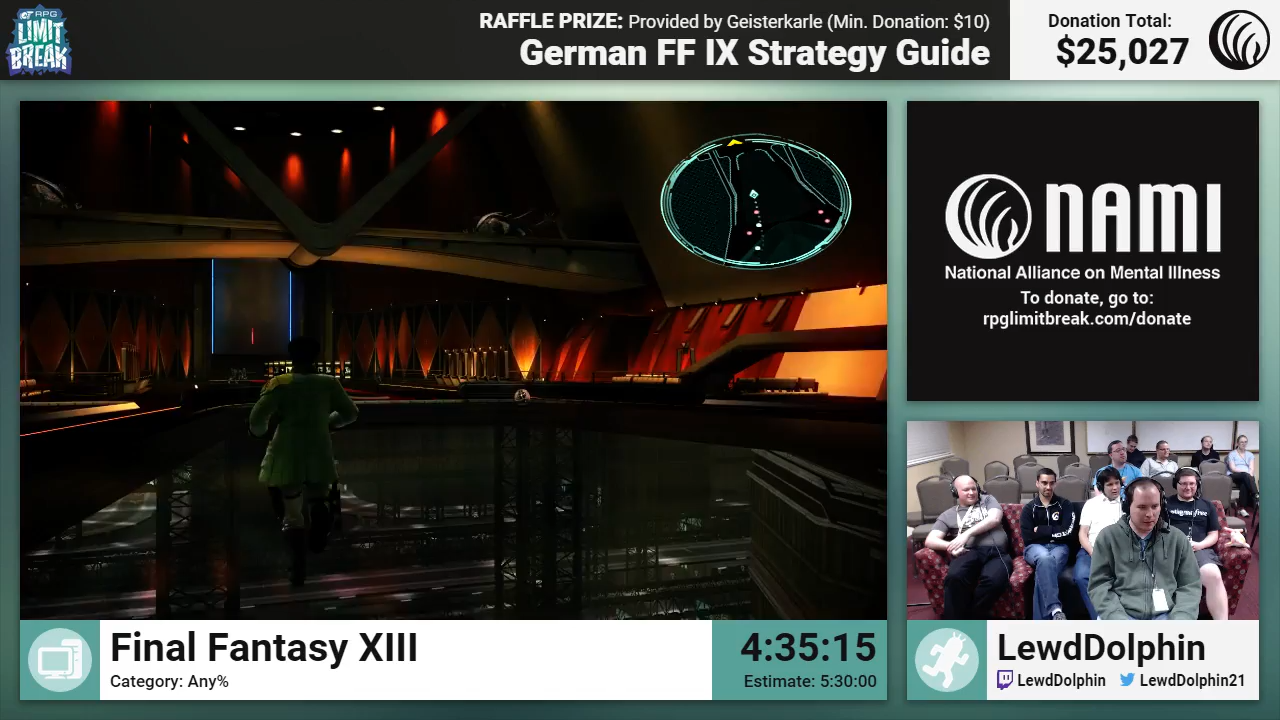 RPG
LIMIT
BREAK
RAFFLE PRIZE: Provided by Geisterkarle (Min. Donation: $10)
German FF IX Strategy Guide
Donation Total:
$25,027
NAMI
National Alliance on Mental Illness
To donate, go to:
rpglimitbreak.com/donate
Final Fantasy XIII
Category: Any%
4:35:15
Estimate: 5:30:00
LewdDolphin
LewdDolphin
LewdDolphin21